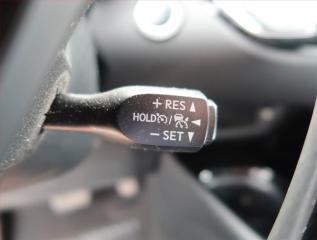 + RES ▲
HOLD / ◄
− SET ▼